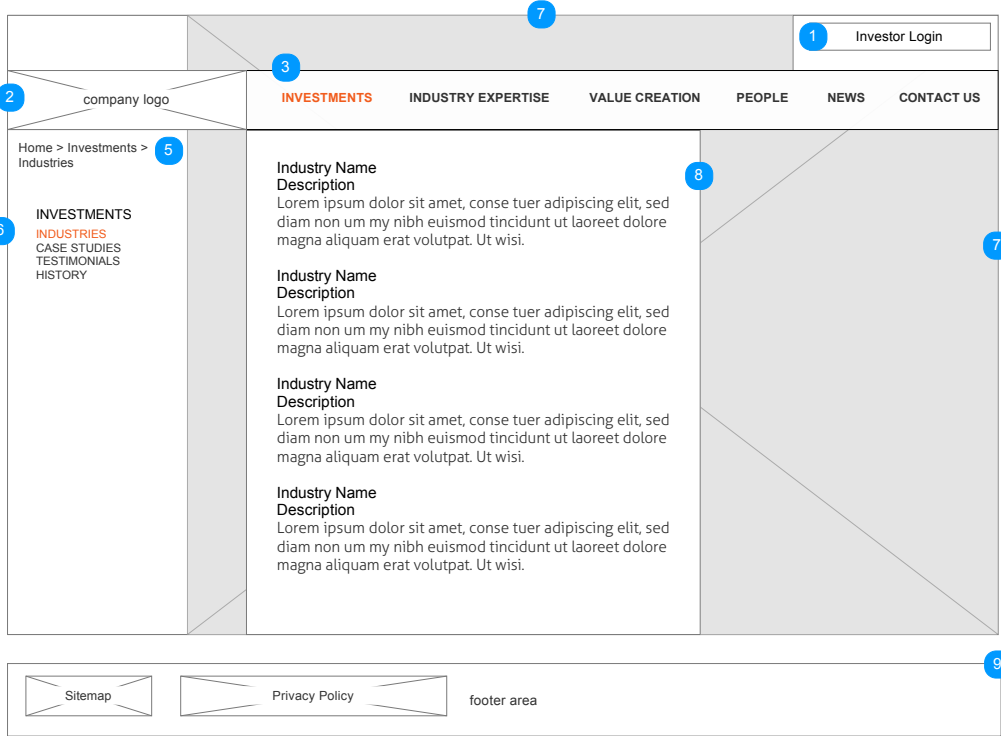 7
1
Investor Login
3
2
company logo
INVESTMENTS INDUSTRY EXPERTISE VALUE CREATION PEOPLE NEWS CONTACT US
Home > Investments >
Industries
5
6
INVESTMENTS
INDUSTRIES
CASE STUDIES
TESTIMONIALS
HISTORY
8
7
Industry Name
Description
Lorem ipsum dolor sit amet, conse tuer adipiscing elit, sed
diam non um my nibh euismod tincidunt ut laoreet dolore
magna aliquam erat volutpat. Ut wisi.
Industry Name
Description
Lorem ipsum dolor sit amet, conse tuer adipiscing elit, sed
diam non um my nibh euismod tincidunt ut laoreet dolore
magna aliquam erat volutpat. Ut wisi.
Industry Name
Description
Lorem ipsum dolor sit amet, conse tuer adipiscing elit, sed
diam non um my nibh euismod tincidunt ut laoreet dolore
magna aliquam erat volutpat. Ut wisi.
Industry Name
Description
Lorem ipsum dolor sit amet, conse tuer adipiscing elit, sed
diam non um my nibh euismod tincidunt ut laoreet dolore
magna aliquam erat volutpat. Ut wisi.
9
Sitemap
Privacy Policy
footer area